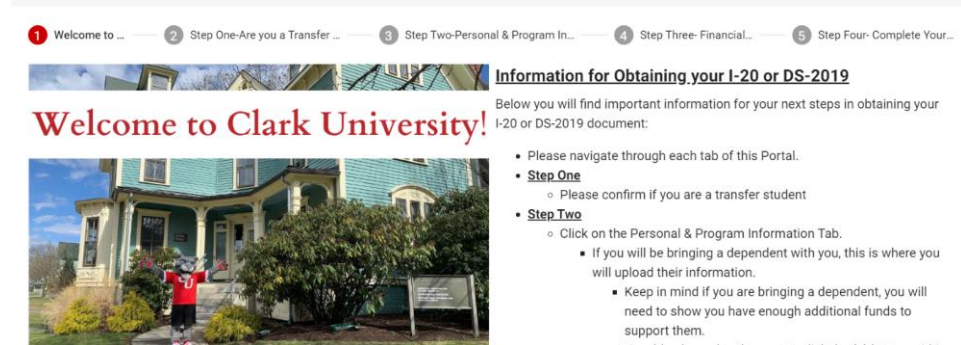 1 Welcome to ... 2 Step One-Are you a Transfer ... 3 Step Two-Personal & Program In... 4 Step Three- Financial... 5 Step Four- Complete Your...
Welcome to Clark University!
Information for Obtaining your I-20 or DS-2019
Below you will find important information for your next steps in obtaining your
I-20 or DS-2019 document:
• Please navigate through each tab of this Portal.
• Step One
◦ Please confirm if you are a transfer student
• Step Two
◦ Click on the Personal & Program Information Tab.
▪ If you will be bringing a dependent with you, this is where you
will upload their information.
▪ Keep in mind if you are bringing a dependent, you will
need to show you have enough additional funds to
support them.